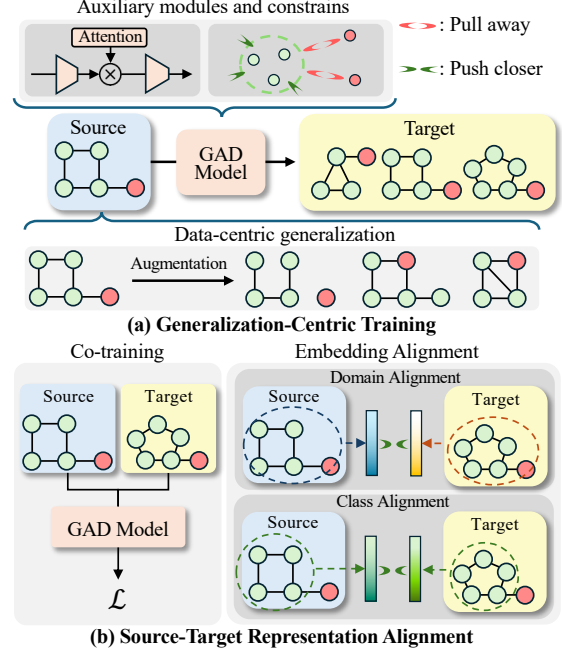 Auxiliary modules and constrains
Attention
: Pull away
: Push closer
Source
GAD
Model
Target
Data-centric generalization
Augmentation
(a) Generalization-Centric Training
Co-training
Source
Target
GAD Model
ℒ
Embedding Alignment
Domain Alignment
Source
Target
Class Alignment
Source
Target
(b) Source-Target Representation Alignment